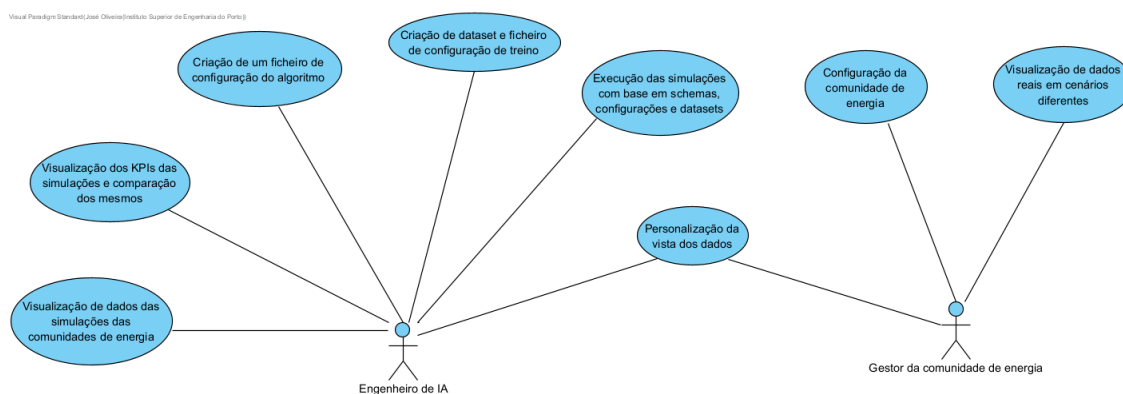 Visual Paradigm Standard(José Oliveira(Instituto Superior de Engenharia do Porto))
Criação de um ficheiro de
configuração do algoritmo
Criação de dataset e ficheiro
de configuração de treino
Execução das simulações
com base em schemas,
configurações e datasets
Configuração da
comunidade de
energia
Visualização de dados
reais em cenários
diferentes
Visualização dos KPIs das
simulações e comparação
dos mesmos
Personalização da
vista dos dados
Visualização de dados das
simulações das
comunidades de energia
Engenheiro de IA
Gestor da comunidade de energia